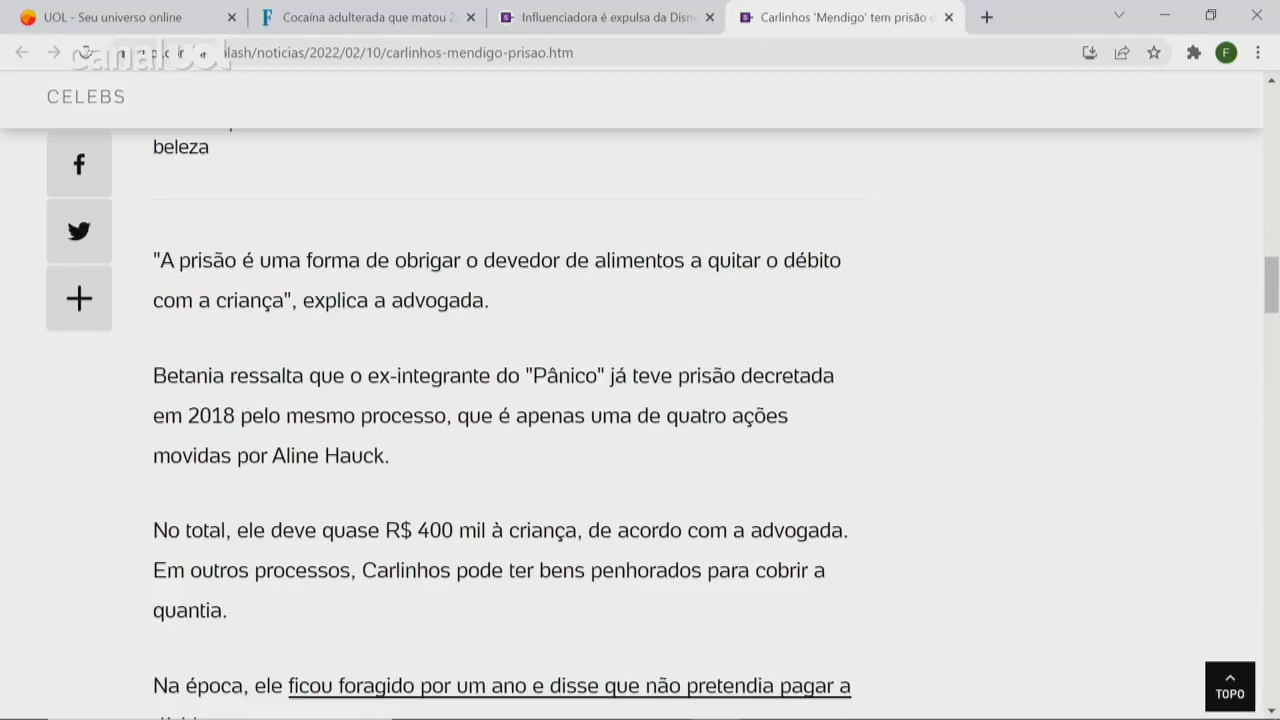 UOL - Seu universo online
Cocaína adulterada que matou 2
Influenciadora é expulsa da Disn
Carlinhos 'Mendigo' tem prisão d
canal UOL
lash/noticias/2022/02/10/carlinhos-mendigo-prisao.htm
F
CELEBS
beleza
"A prisão é uma forma de obrigar o devedor de alimentos a quitar o débito
com a criança", explica a advogada.
Betania ressalta que o ex-integrante do "Pânico" já teve prisão decretada
em 2018 pelo mesmo processo, que é apenas uma de quatro ações
movidas por Aline Hauck.
No total, ele deve quase R$ 400 mil à criança, de acordo com a advogada.
Em outros processos, Carlinhos pode ter bens penhorados para cobrir a
quantia.
Na época, ele ficou foragido por um ano e disse que não pretendia pagar a
TOPO